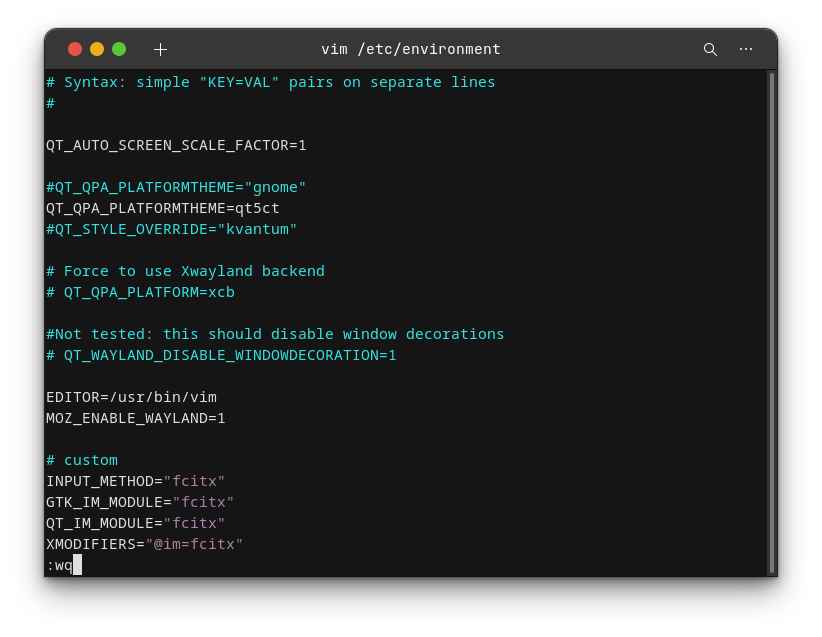 vim /etc/environment
# Syntax: simple "KEY=VAL" pairs on separate lines
#
QT_AUTO_SCREEN_SCALE_FACTOR=1
#QT_QPA_PLATFORMTHEME="gnome"
QT_QPA_PLATFORMTHEME=qt5ct
#QT_STYLE_OVERRIDE="kvantum"
# Force to use Xwayland backend
# QT_QPA_PLATFORM=xcb
#Not tested: this should disable window decorations
# QT_WAYLAND_DISABLE_WINDOWDECORATION=1
EDITOR=/usr/bin/vim
MOZ_ENABLE_WAYLAND=1
# custom
INPUT_METHOD="fcitx"
GTK_IM_MODULE="fcitx"
QT_IM_MODULE="fcitx"
XMODIFIERS="@im=fcitx"
:wq